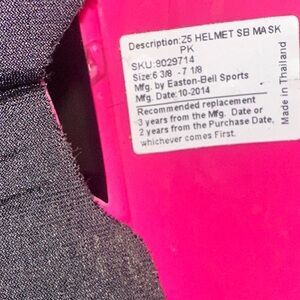 Description:Z5 HELMET SB MASK
PK
SKU:8029714
Size:6 3/8 - 7 1/8
Mfg. by Easton-Bell Sports
Mfg. Date:10-2014
Recommended replacement
3 years from the Mfg. Date or
2 years from the Purchase Date,
whichever comes First.
Made in Thailand